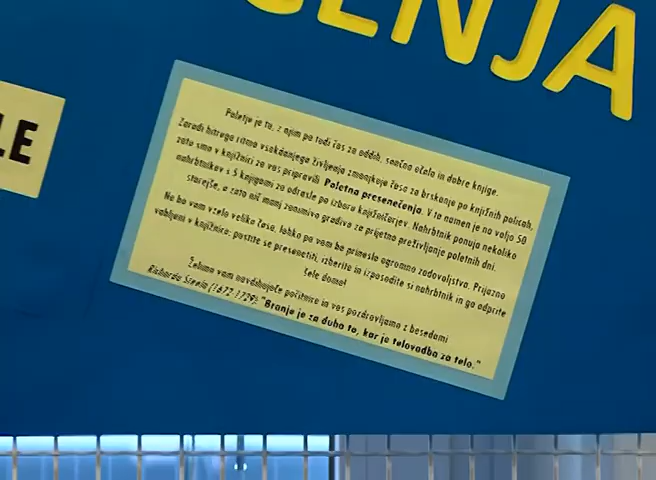 ENJA
LE
Poletje je tu, z njim pa tudi čas za oddih, sončna očala in dobre knjige.
Zaradi hitrega ritma vsakdanjega življenja zmanjkuje časa za brskanje po knjižnih policah,
zato smo v knjižnici za vas pripravili Poletna presenečenja. V ta namen je na voljo 50
nahrbtnikov s 5 knjigami za odrasle po izboru knjižničarjev. Nahrbtnik ponuja nekoliko
starejše, a zato nič manj zanimivo gradivo za prijetno preživljanje poletnih dni.
Ne bo vam vzelo veliko časa, lahko pa vam bo prineslo ogromno zadovoljstva. Prijazno
vabljeni v knjižnico: pustite se presenetiti, izberite in izposodite si nahrbtnik in ga odprite
šele doma!
Želimo vam navdihujoče počitnice in vas pozdravljamo z besedami
Richarda Steela (1672-1729): "Branje je za duha to, kar je telovadba za telo."